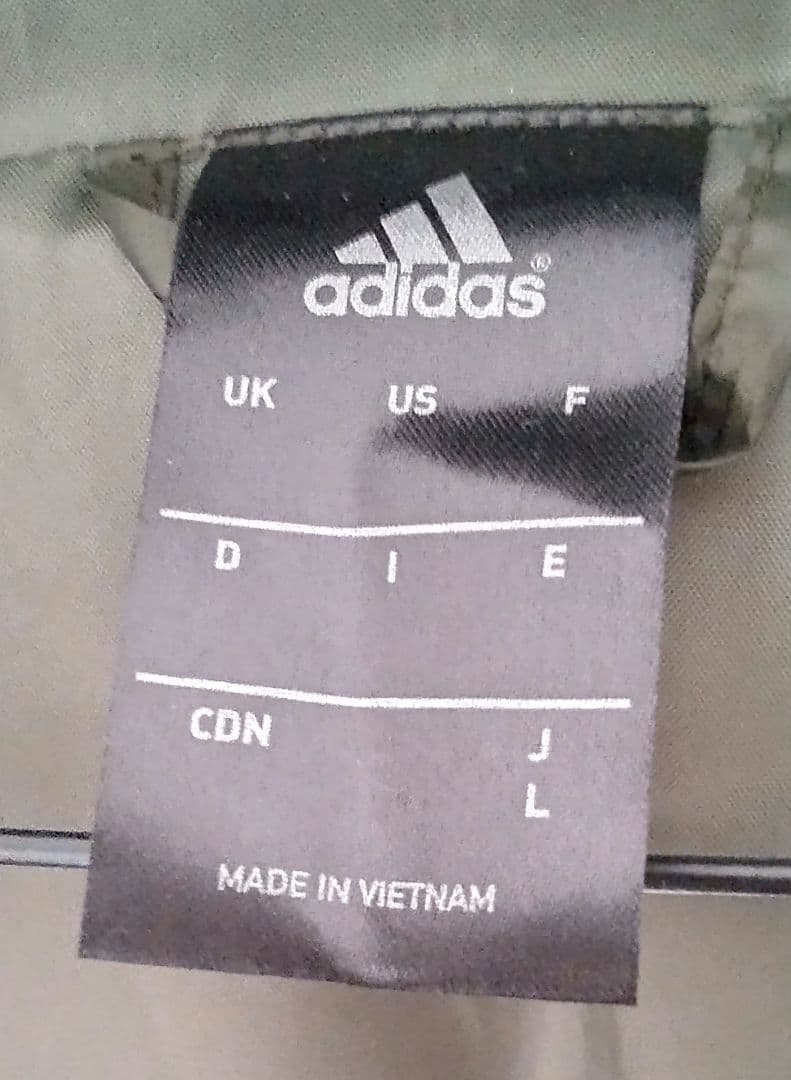 adidas®
UK US F
D I E
CDN J
L
MADE IN VIETNAM